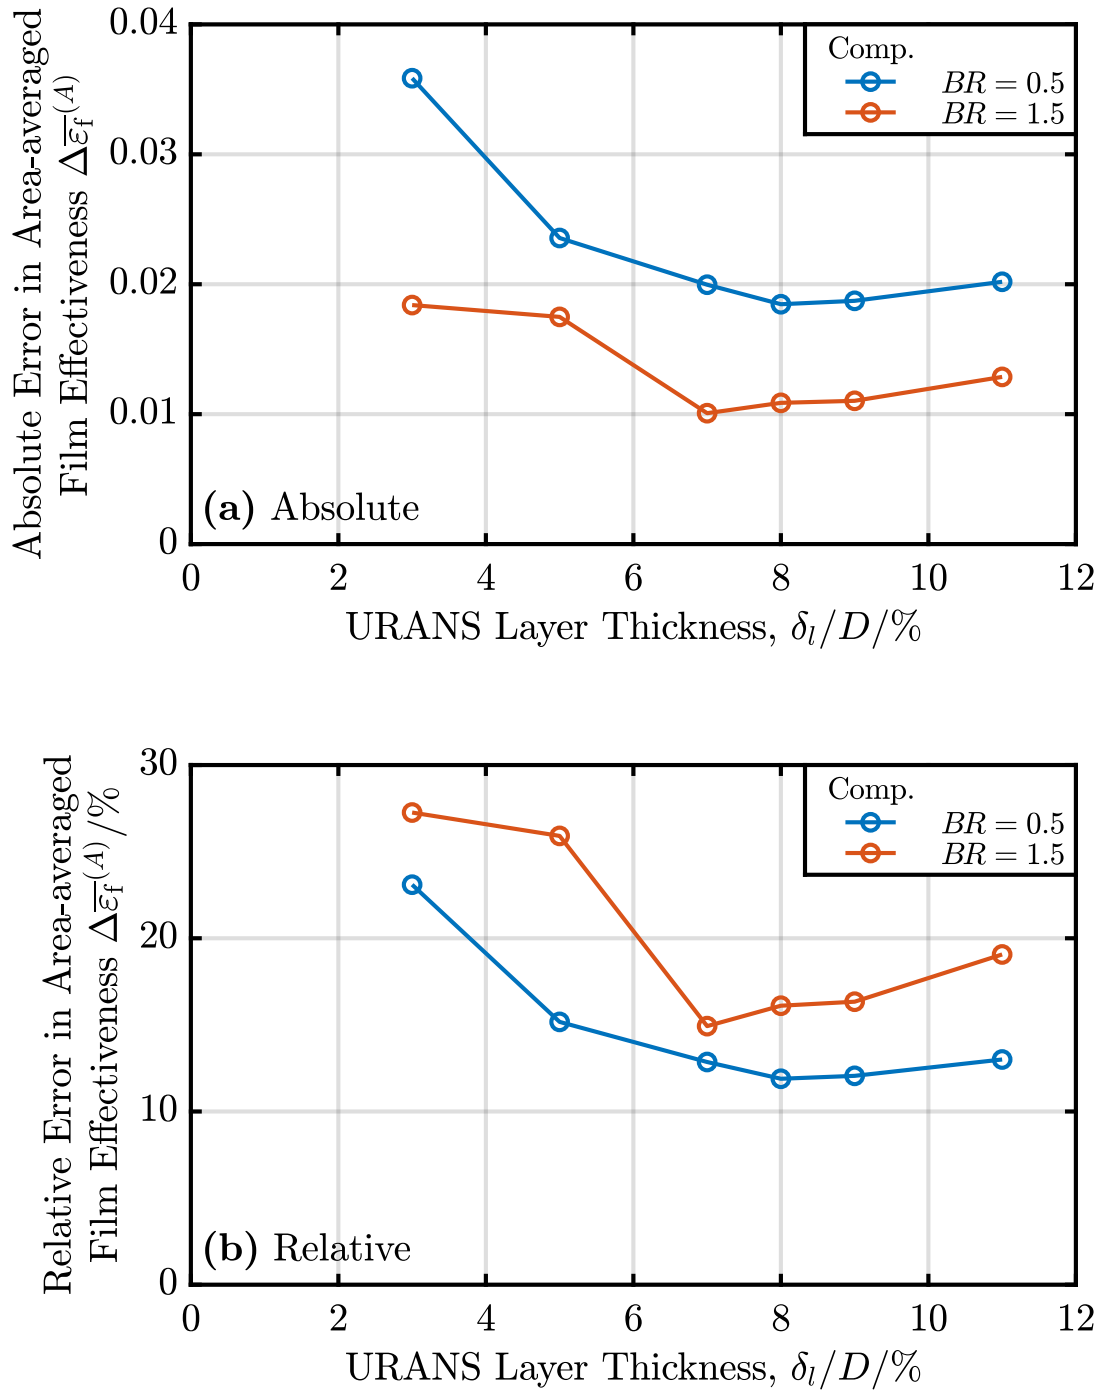 Absolute Error in Area-averaged
Film Effectiveness Δε̅f(A)
0.04
0.03
0.02
0.01
0
Comp.
BR = 0.5
BR = 1.5
(a) Absolute
0 2 4 6 8 10 12
URANS Layer Thickness, δl/D/%
Relative Error in Area-averaged
Film Effectiveness Δε̅f(A)/%
30
20
10
0
Comp.
BR = 0.5
BR = 1.5
(b) Relative
0 2 4 6 8 10 12
URANS Layer Thickness, δl/D/%